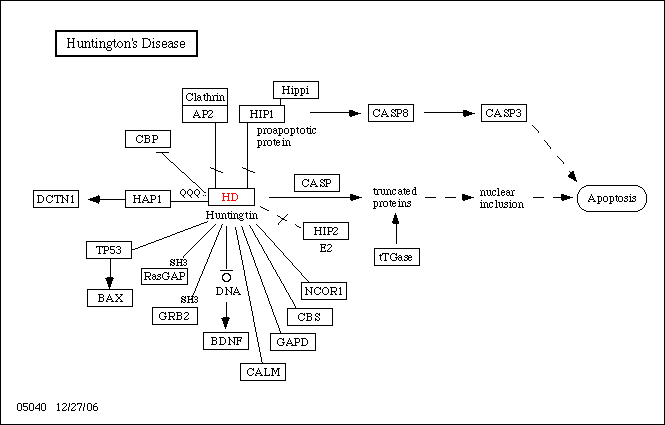 Huntington's Disease
Hippi
Clathrin
AP2
HIP1
CASP8
CASP3
proapoptotic
protein
CBP
QQQ..
HD
CASP
DCTN1
HAP1
truncated
proteins
nuclear
inclusion
Apoptosis
Huntingtin
HIP2
E2
TP53
tTGase
SH3
RasGAP
DNA
NCOR1
BAX
SH3
GRB2
CBS
BDNF
GAPD
CALM
05040 12/27/06